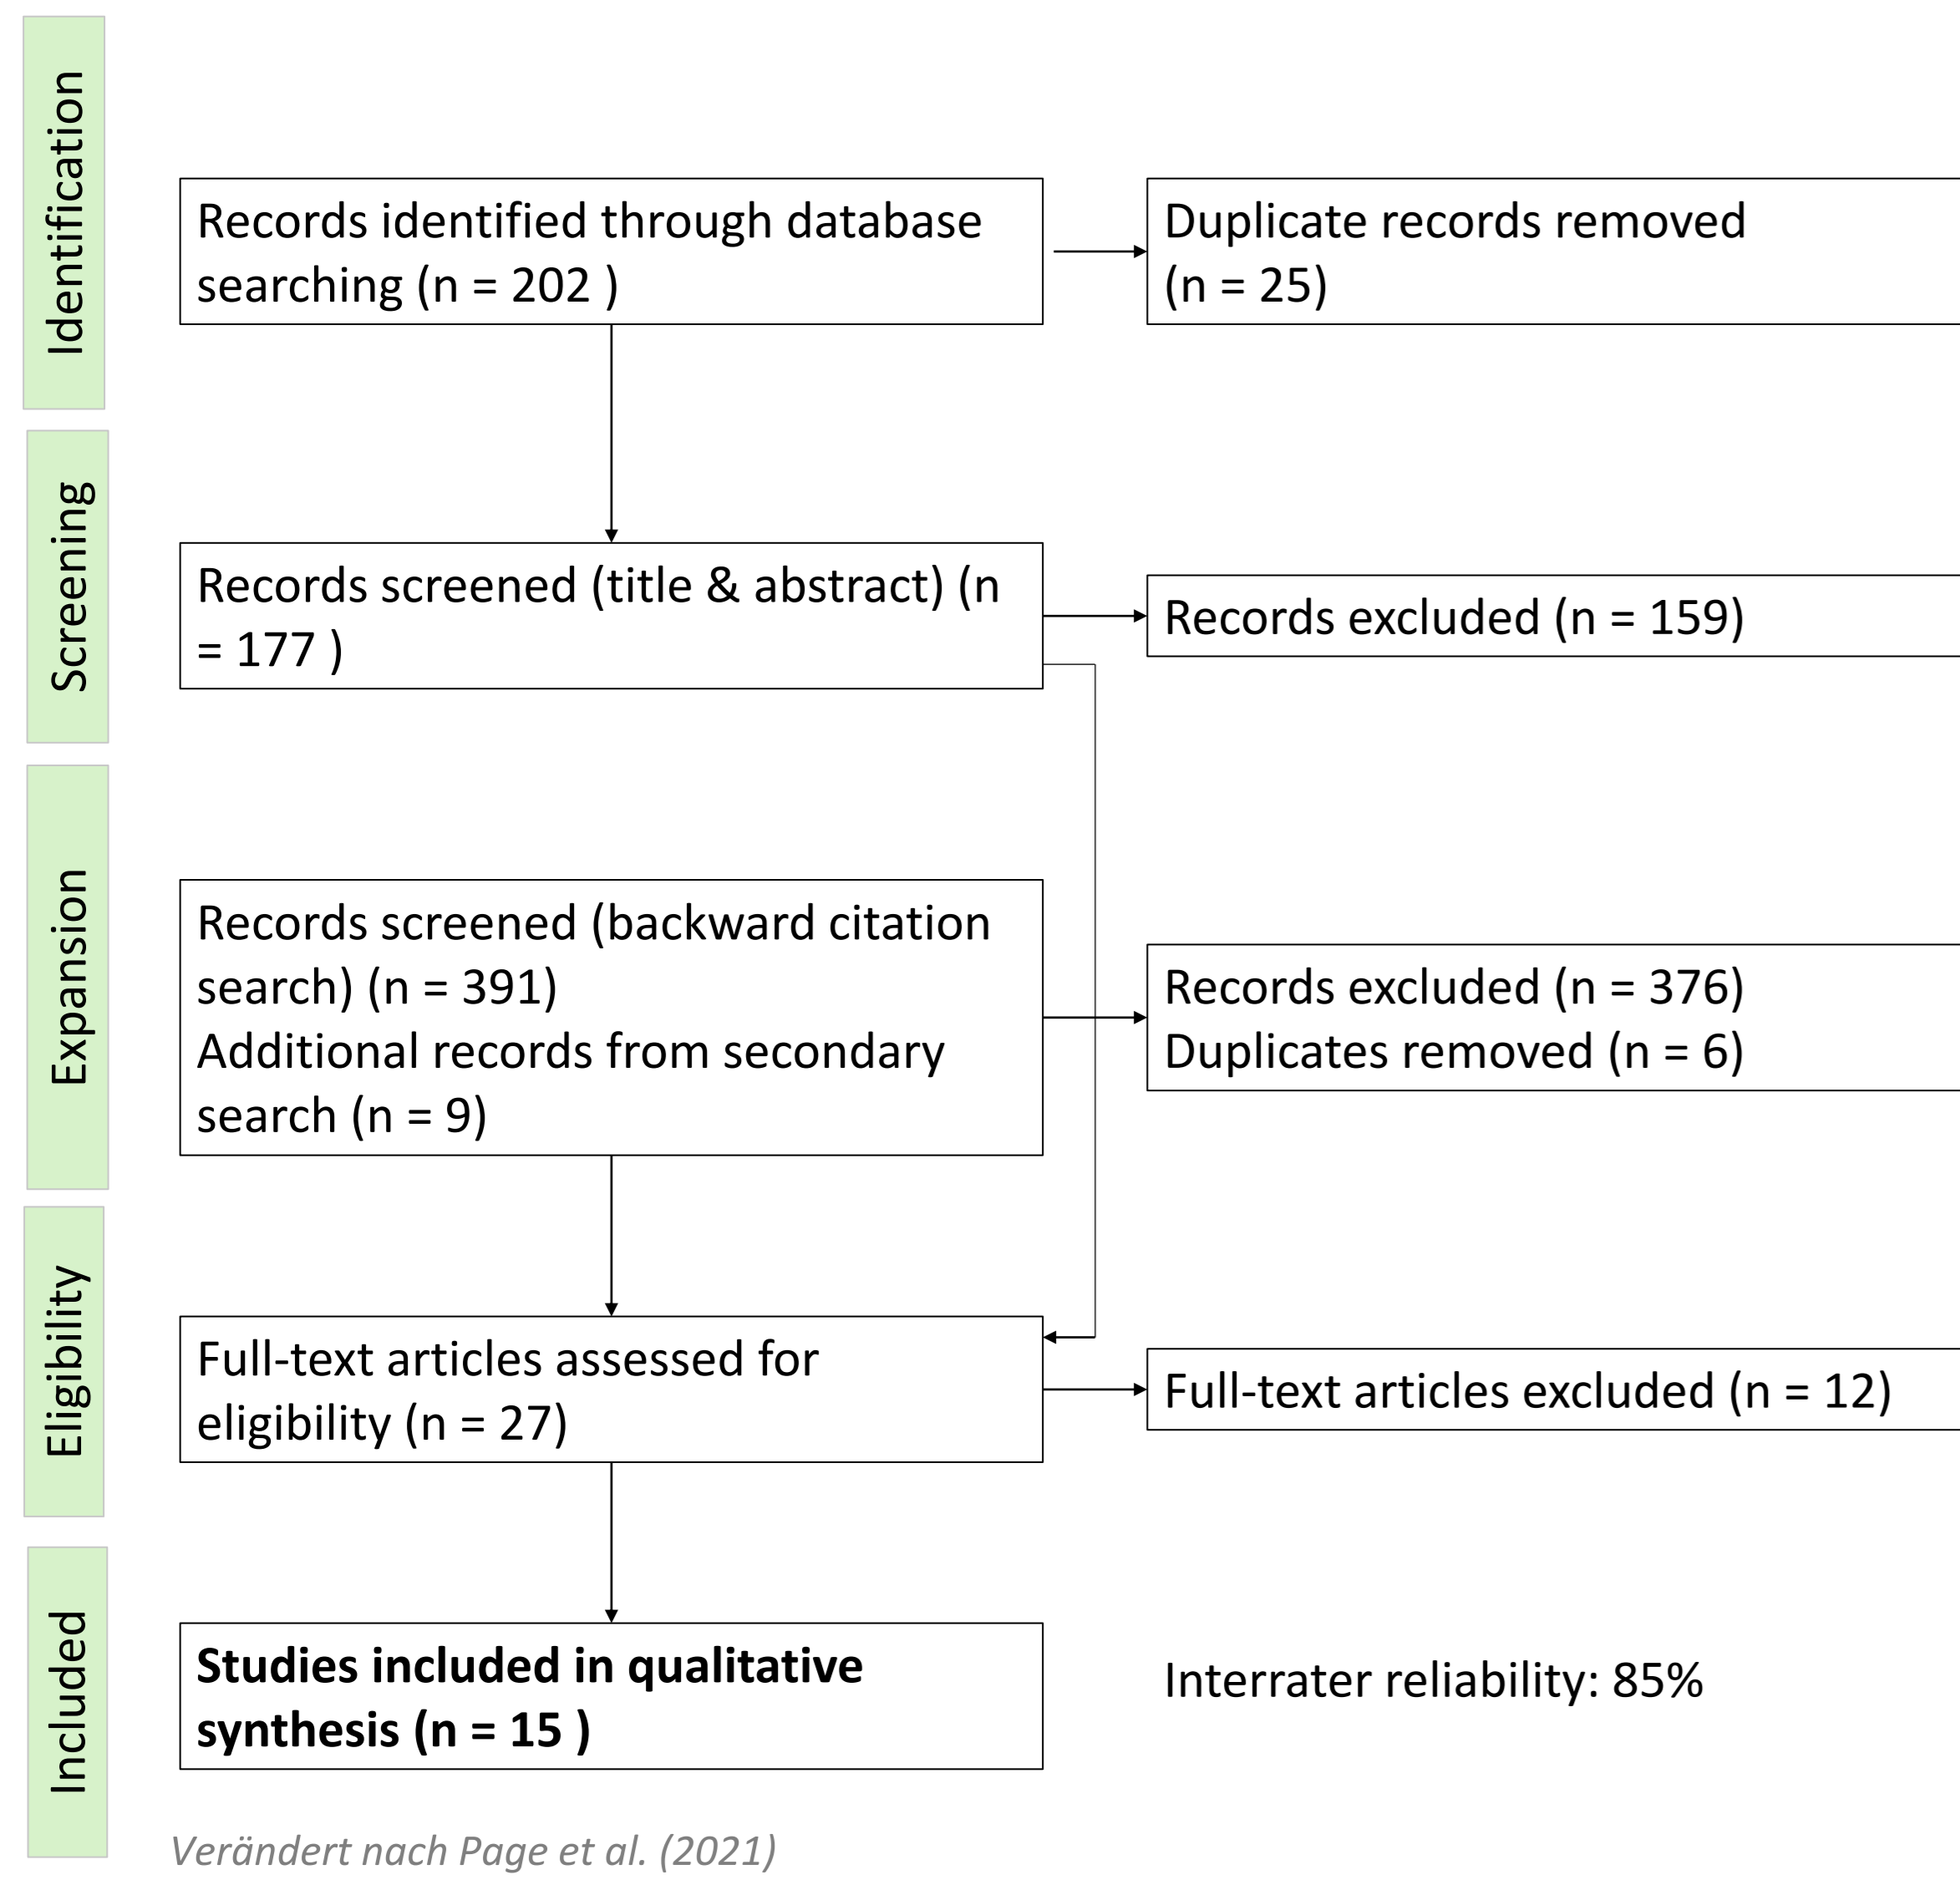 Identification
Records identified through database
searching (n = 202 )
Duplicate records removed
(n = 25)
Screening
Records screened (title & abstract) (n
= 177 )
Records excluded (n = 159)
Expansion
Records screened (backward citation
search) (n = 391)
Additional records from secondary
search (n = 9)
Records excluded (n = 376)
Duplicates removed (n = 6)
Eligibility
Full-text articles assessed for
eligibility (n = 27)
Full-text articles excluded (n = 12)
Included
Studies included in qualitative
synthesis (n = 15 )
Interrater reliability: 85%
Verändert nach Page et al. (2021)